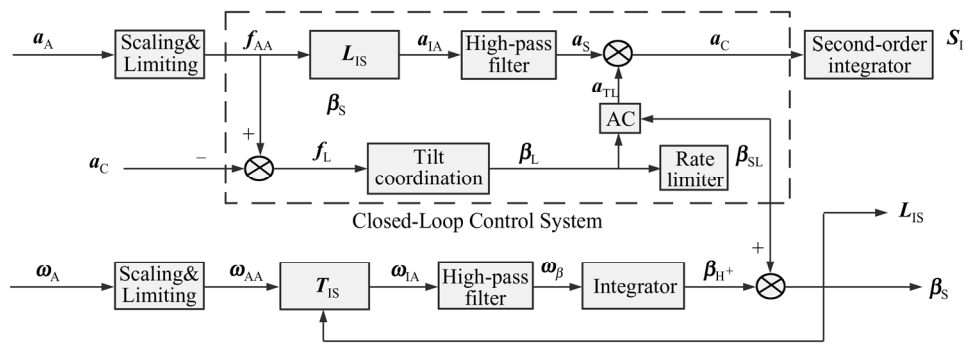 a_A
Scaling&
Limiting
f_AA
L_IS
a_IA
High-pass
filter
a_S
a_C
Second-order
integrator
S_I
β_S
a_TL
AC
+
a_C
–
f_L
Tilt
coordination
β_L
Rate
limiter
β_SL
Closed-Loop Control System
L_IS
+
ω_A
Scaling&
Limiting
ω_AA
T_IS
ω_IA
High-pass
filter
ω_β
Integrator
β_H+
β_S